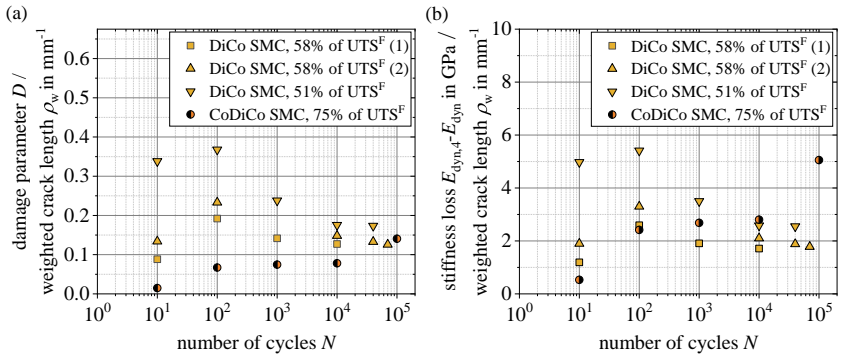 (a)
damage parameter D /
weighted crack length ρw in mm-1
0.6
0.5
0.4
0.3
0.2
0.1
0.0
DiCo SMC, 58% of UTSF (1)
DiCo SMC, 58% of UTSF (2)
DiCo SMC, 51% of UTSF
CoDiCo SMC, 75% of UTSF
100 101 102 103 104 105
number of cycles N
(b)
stiffness loss Edyn,4-Edyn in GPa /
weighted crack length ρw in mm-1
10
8
6
4
2
0
DiCo SMC, 58% of UTSF (1)
DiCo SMC, 58% of UTSF (2)
DiCo SMC, 51% of UTSF
CoDiCo SMC, 75% of UTSF
100 101 102 103 104 105
number of cycles N